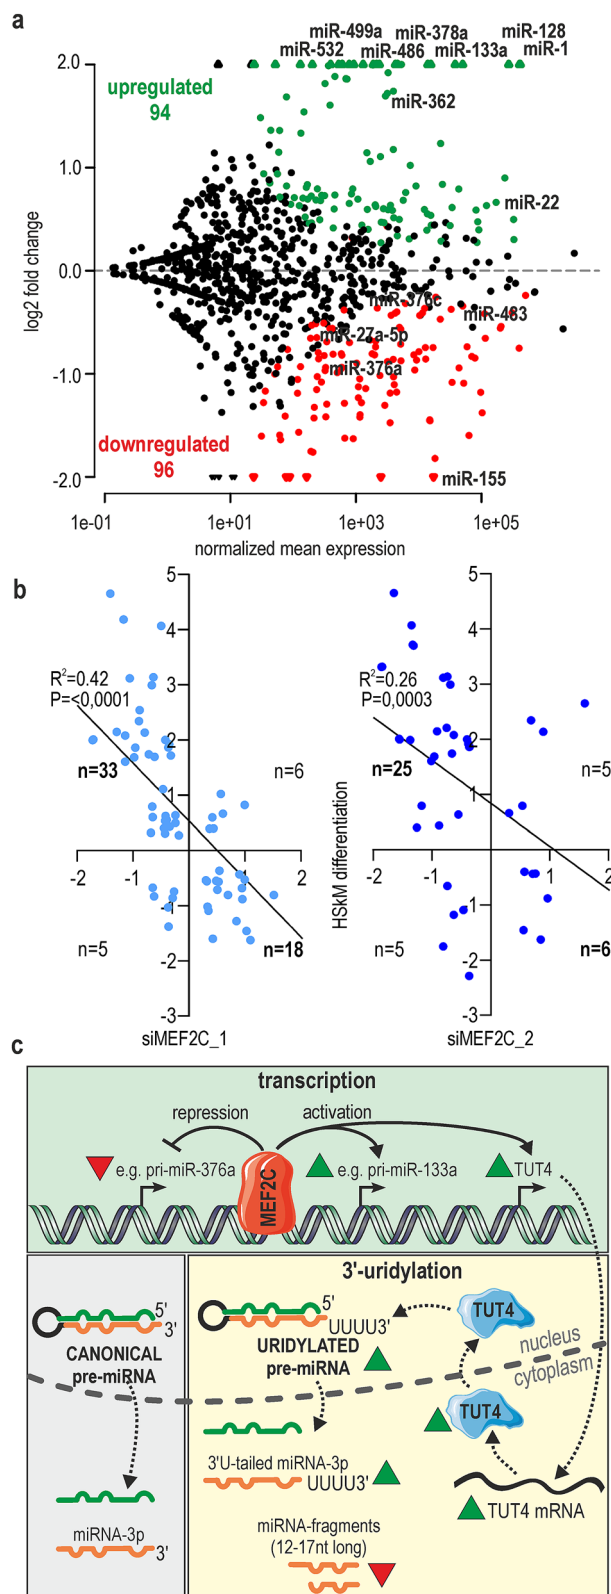 a
miR-499a miR-378a miR-128
miR-532 miR-486 miR-133a miR-1
2.0
upregulated
94
miR-362
1.0
miR-22
log2 fold change
0.0
miR-376c
miR-483
miR-27a-5p
miR-376a
-1.0
downregulated
96
-2.0
miR-155
1e-01 1e+01 1e+03 1e+05
normalized mean expression
b
5
4
3
2
1
-1
-2
-3
-2 -1 1 2
R²=0.42
P=<0,0001
n=33
n=6
n=5
n=18
siMEF2C_1
HSkM differentiation
5
4
3
2
1
-1
-2
-3
-2 -1 1 2
R²=0.26
P=0,0003
n=25
n=5
n=5
n=6
siMEF2C_2
c
transcription
repression activation
e.g. pri-miR-376a
MEF2C
e.g. pri-miR-133a
TUT4
3'-uridylation
5'
3'
CANONICAL
pre-miRNA
5'
UUUU3'
URIDYLATED
pre-miRNA
TUT4
nucleus
cytoplasm
TUT4
3'U-tailed miRNA-3p
UUUU3'
TUT4 mRNA
miRNA-3p
3'
miRNA-fragments
(12-17nt long)